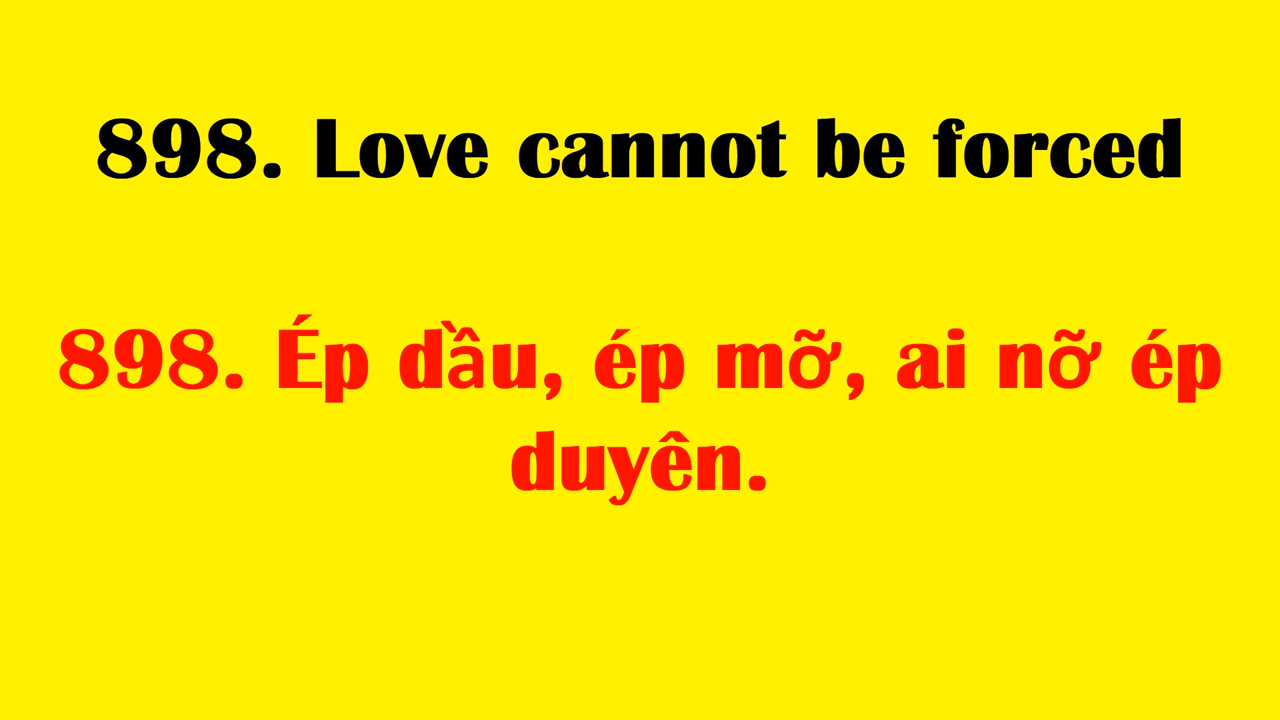 898. Love cannot be forced
898. Ép dầu, ép mỡ, ai nỡ ép
duyên.